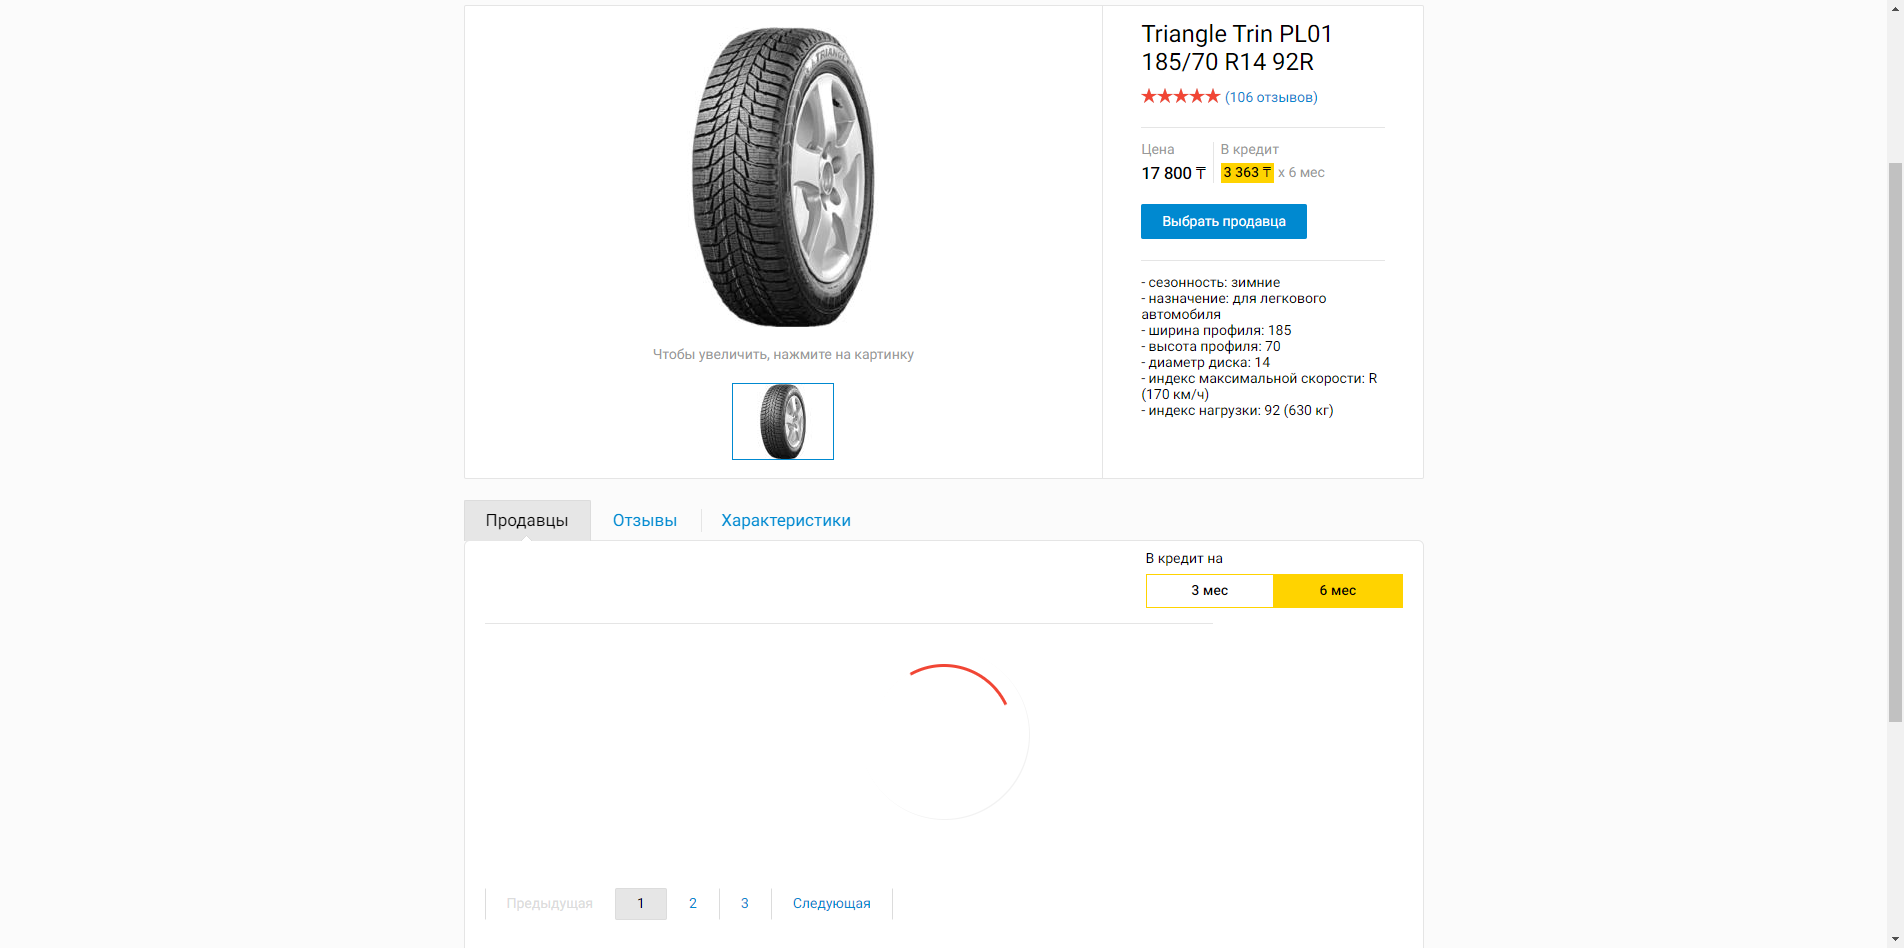 TRIANGLE
Triangle Trin PL01
185/70 R14 92R
(106 отзывов)
Цена
17 800 ₸
В кредит
3 363 ₸ x 6 мес
Выбрать продавца
- сезонность: зимние
- назначение: для легкового
автомобиля
- ширина профиля: 185
- высота профиля: 70
- диаметр диска: 14
- индекс максимальной скорости: R
(170 км/ч)
- индекс нагрузки: 92 (630 кг)
Чтобы увеличить, нажмите на картинку
Продавцы
Отзывы
Характеристики
В кредит на
3 мес
6 мес
Предыдущая
1
2
3
Следующая